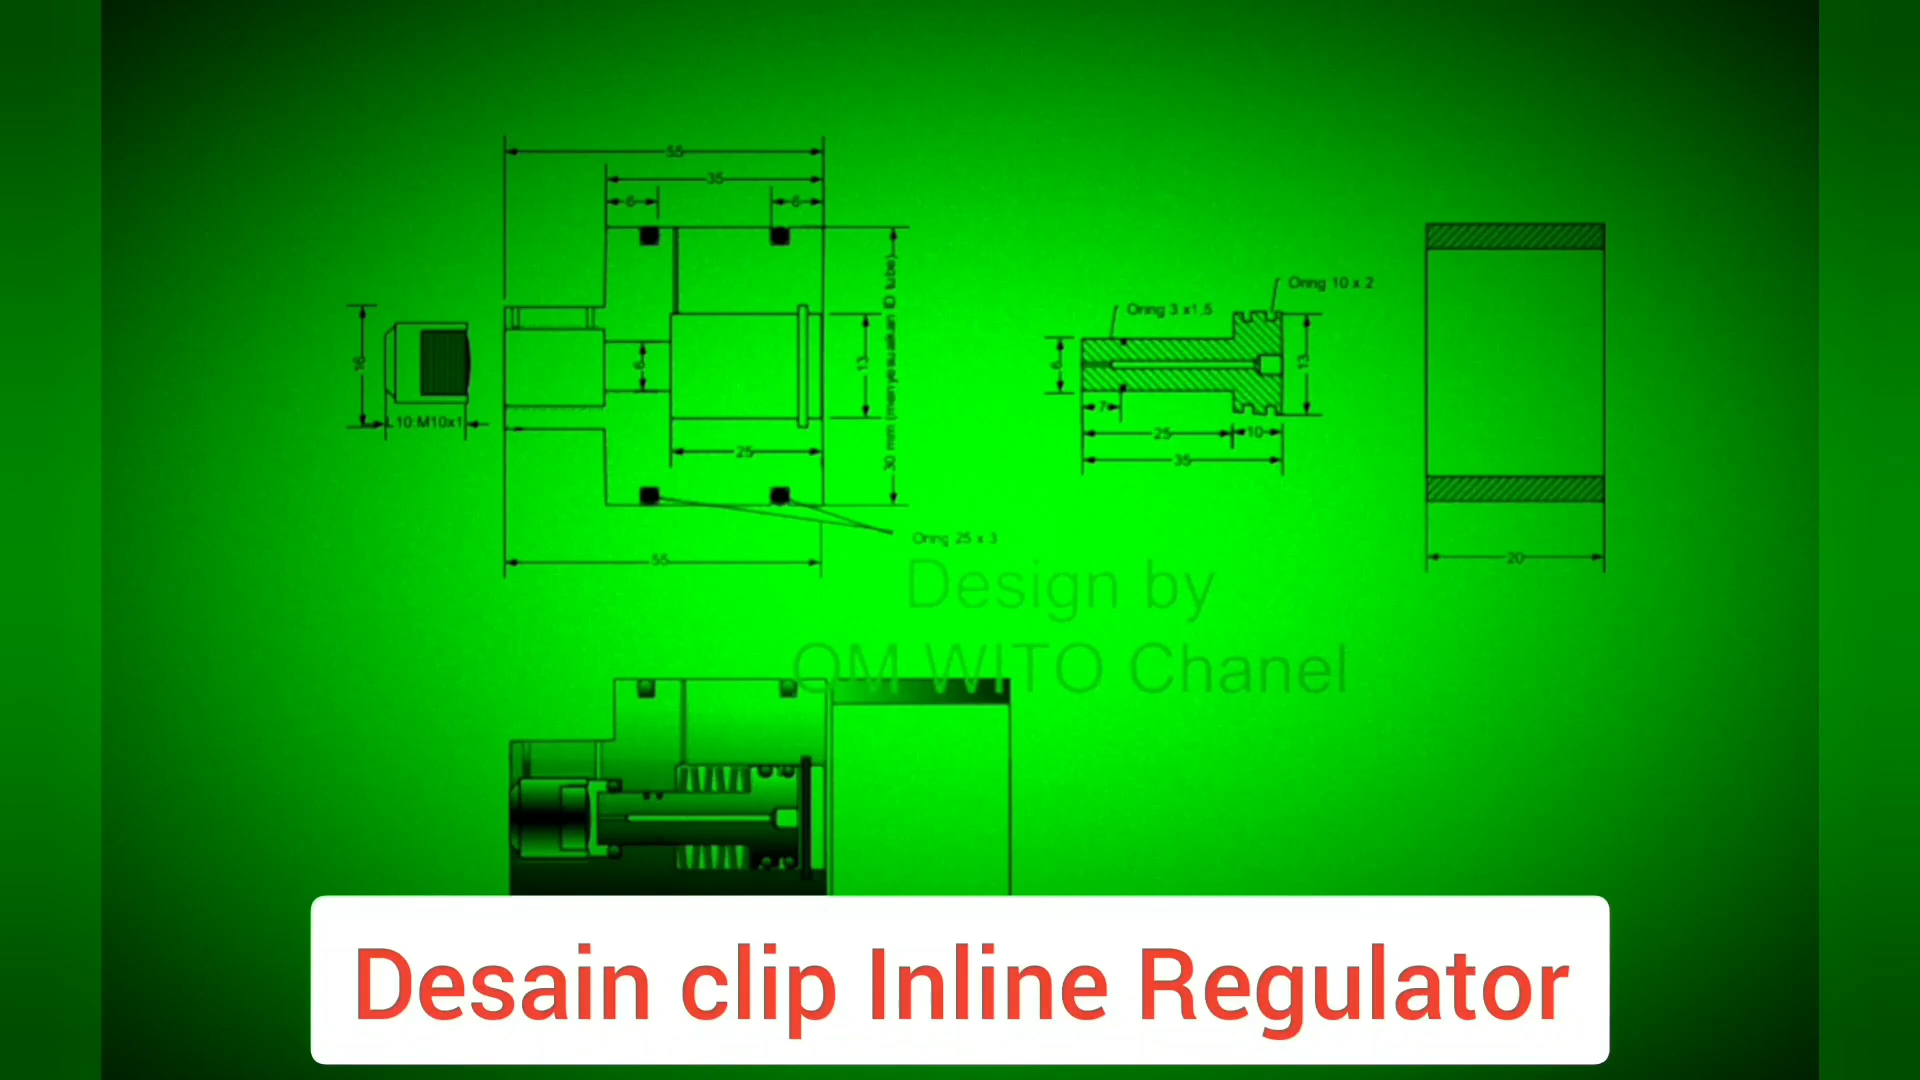 55
35
6 6
Oring 10 x 2
Oring 3 x1,5
16
6
13
30 mm (menyesuaian ID tube)
6
13
7
L10:M10x1
25
25
10
35
Oring 25 x 3
55
20
Design by
OM WITO Chanel
Desain clip Inline Regulator